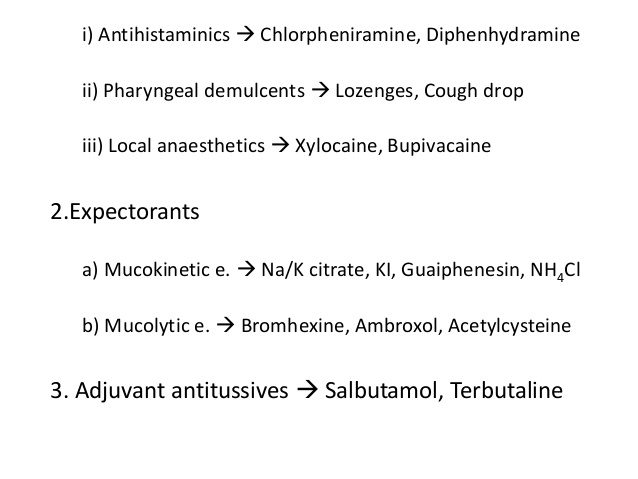 i) Antihistaminics → Chlorpheniramine, Diphenhydramine
ii) Pharyngeal demulcents → Lozenges, Cough drop
iii) Local anaesthetics → Xylocaine, Bupivacaine
2.Expectorants
a) Mucokinetic e. → Na/K citrate, KI, Guaiphenesin, NH₄Cl
b) Mucolytic e. → Bromhexine, Ambroxol, Acetylcysteine
3. Adjuvant antitussives → Salbutamol, Terbutaline